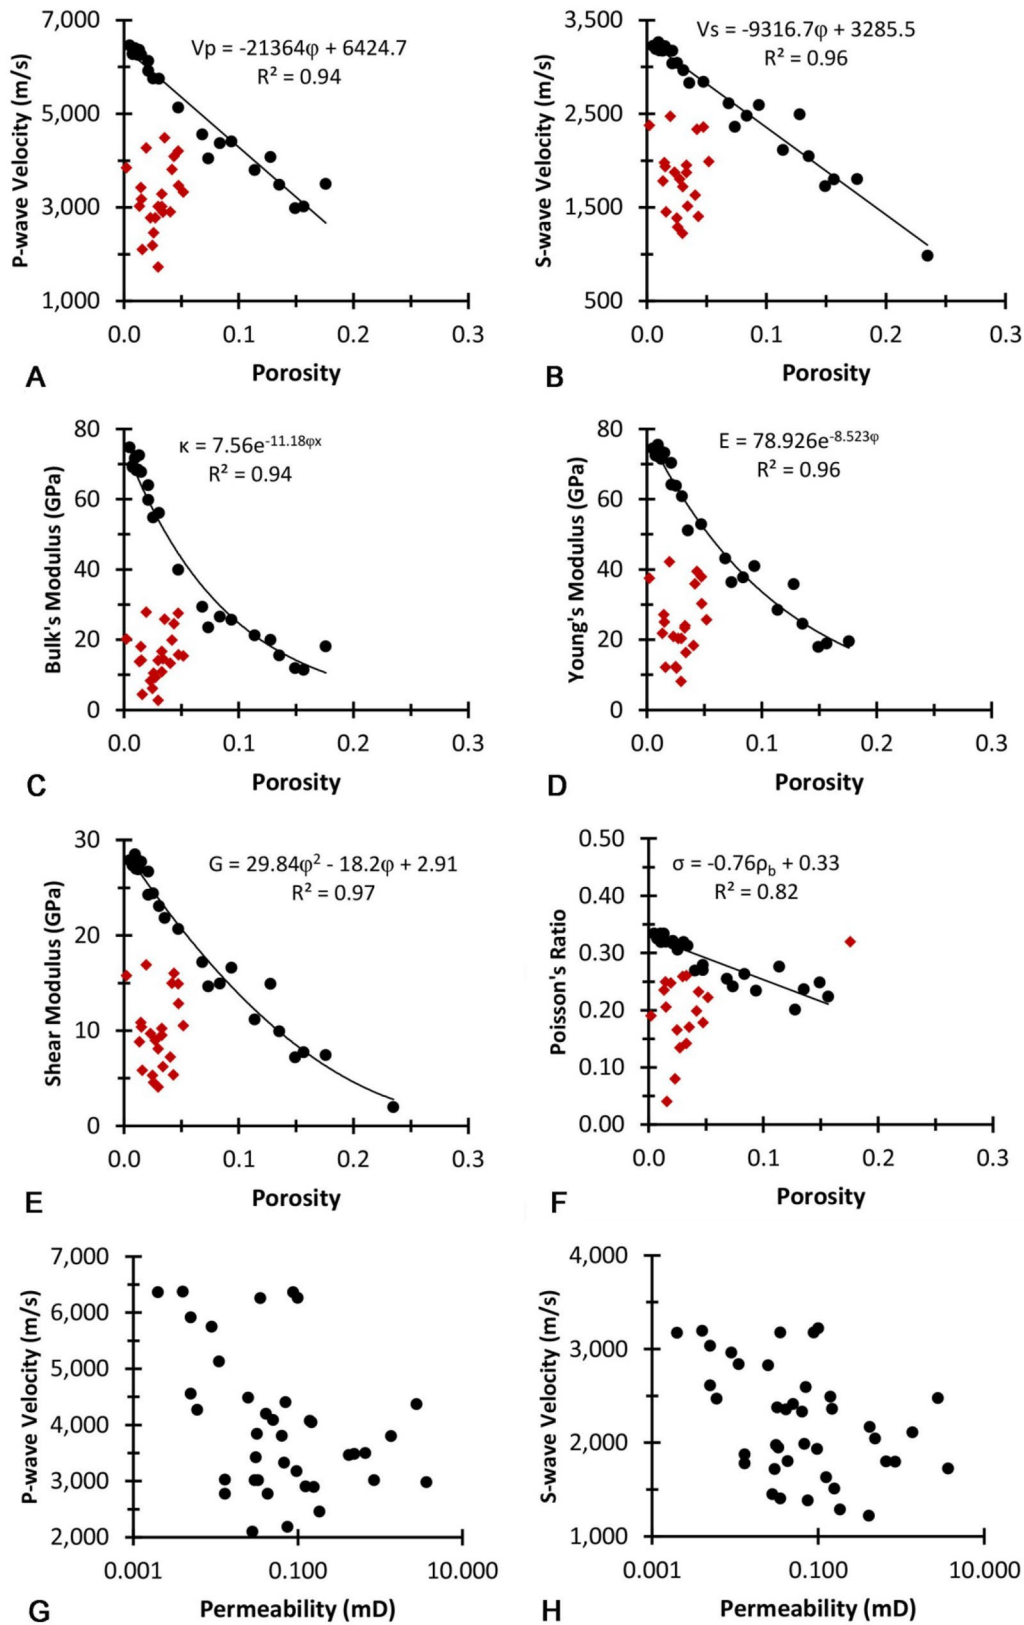 7,000
5,000
3,000
1,000
P-wave Velocity (m/s)
Vp = -21364φ + 6424.7
R² = 0.94
0.0 0.1 0.2 0.3
Porosity
A
3,500
2,500
1,500
500
S-wave Velocity (m/s)
Vs = -9316.7φ + 3285.5
R² = 0.96
0.0 0.1 0.2 0.3
Porosity
B
80
60
40
20
0
Bulk's Modulus (GPa)
κ = 7.56e^-11.18φx
R² = 0.94
0.0 0.1 0.2 0.3
Porosity
C
80
60
40
20
0
Young's Modulus (GPa)
E = 78.926e^-8.523φ
R² = 0.96
0.0 0.1 0.2 0.3
Porosity
D
30
20
10
0
Shear Modulus (GPa)
G = 29.84φ² - 18.2φ + 2.91
R² = 0.97
0.0 0.1 0.2 0.3
Porosity
E
0.50
0.40
0.30
0.20
0.10
0.00
Poisson's Ratio
σ = -0.76ρb + 0.33
R² = 0.82
0.0 0.1 0.2 0.3
Porosity
F
7,000
6,000
5,000
4,000
3,000
2,000
P-wave Velocity (m/s)
0.001 0.100 10.000
Permeability (mD)
G
4,000
3,000
2,000
1,000
S-wave Velocity (m/s)
0.001 0.100 10.000
Permeability (mD)
H